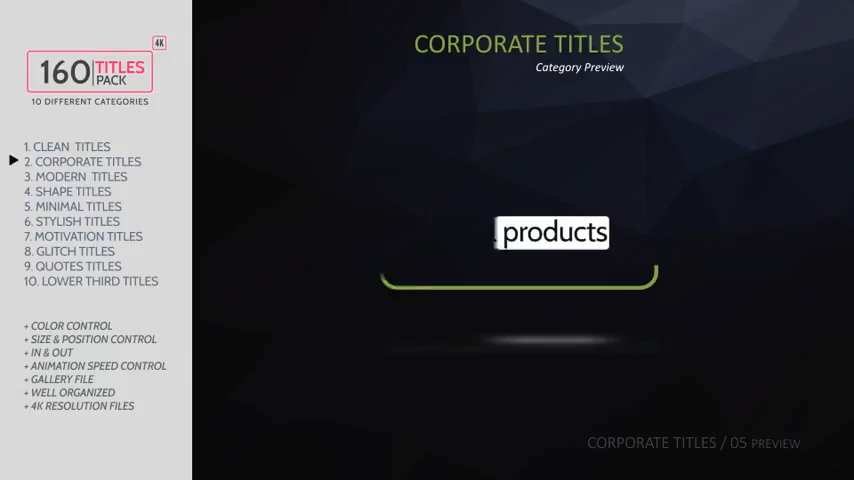 4K
160 TITLES
PACK
10 DIFFERENT CATEGORIES
1. CLEAN TITLES
2. CORPORATE TITLES
3. MODERN TITLES
4. SHAPE TITLES
5. MINIMAL TITLES
6. STYLISH TITLES
7. MOTIVATION TITLES
8. GLITCH TITLES
9. QUOTES TITLES
10. LOWER THIRD TITLES
+ COLOR CONTROL
+ SIZE & POSITION CONTROL
+ IN & OUT
+ ANIMATION SPEED CONTROL
+ GALLERY FILE
+ WELL ORGANIZED
+ 4K RESOLUTION FILES
CORPORATE TITLES
Category Preview
products
CORPORATE TITLES / 05 PREVIEW